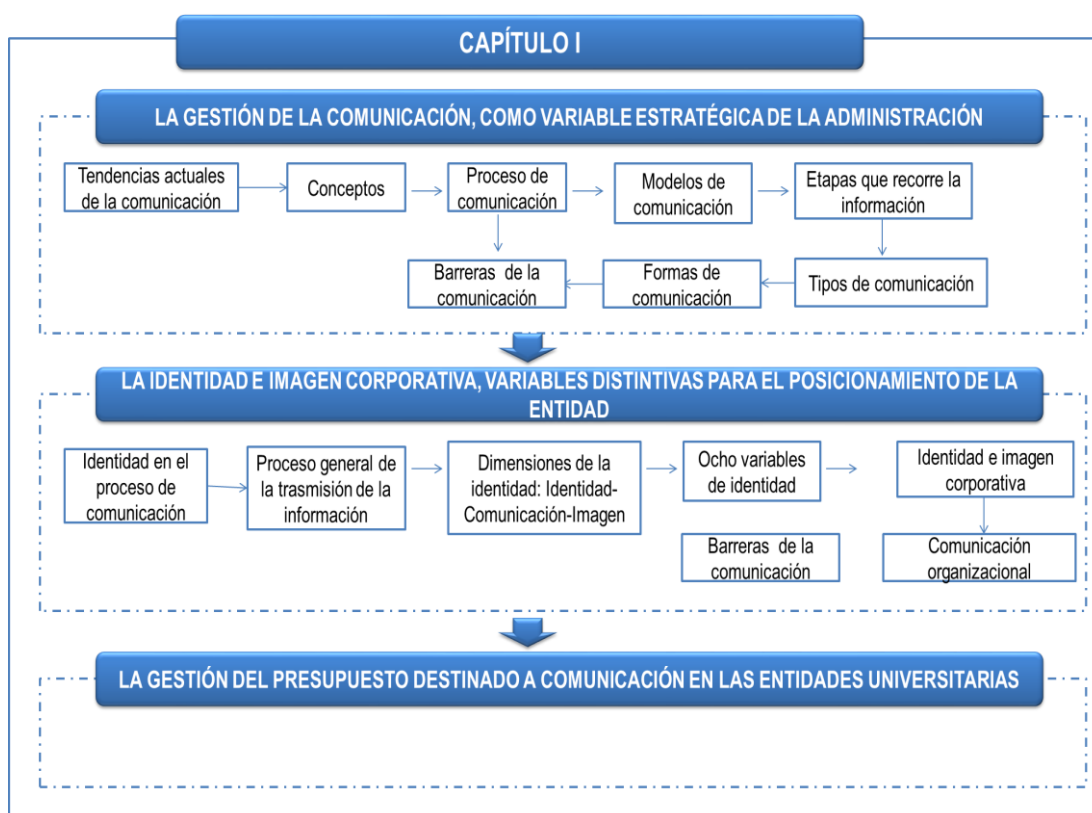 CAPÍTULO I
LA GESTIÓN DE LA COMUNICACIÓN, COMO VARIABLE ESTRATÉGICA DE LA ADMINISTRACIÓN
Tendencias actuales
de la comunicación
Conceptos
Proceso de
comunicación
Modelos de
comunicación
Etapas que recorre la
información
Barreras de la
comunicación
Formas de
comunicación
Tipos de comunicación
LA IDENTIDAD E IMAGEN CORPORATIVA, VARIABLES DISTINTIVAS PARA EL POSICIONAMIENTO DE LA
ENTIDAD
Identidad en el
proceso de
comunicación
Proceso general de
la trasmisión de la
información
Dimensiones de la
identidad: Identidad-
Comunicación-Imagen
Ocho variables
de identidad
Identidad e imagen
corporativa
Barreras de la
comunicación
Comunicación
organizacional
LA GESTIÓN DEL PRESUPUESTO DESTINADO A COMUNICACIÓN EN LAS ENTIDADES UNIVERSITARIAS